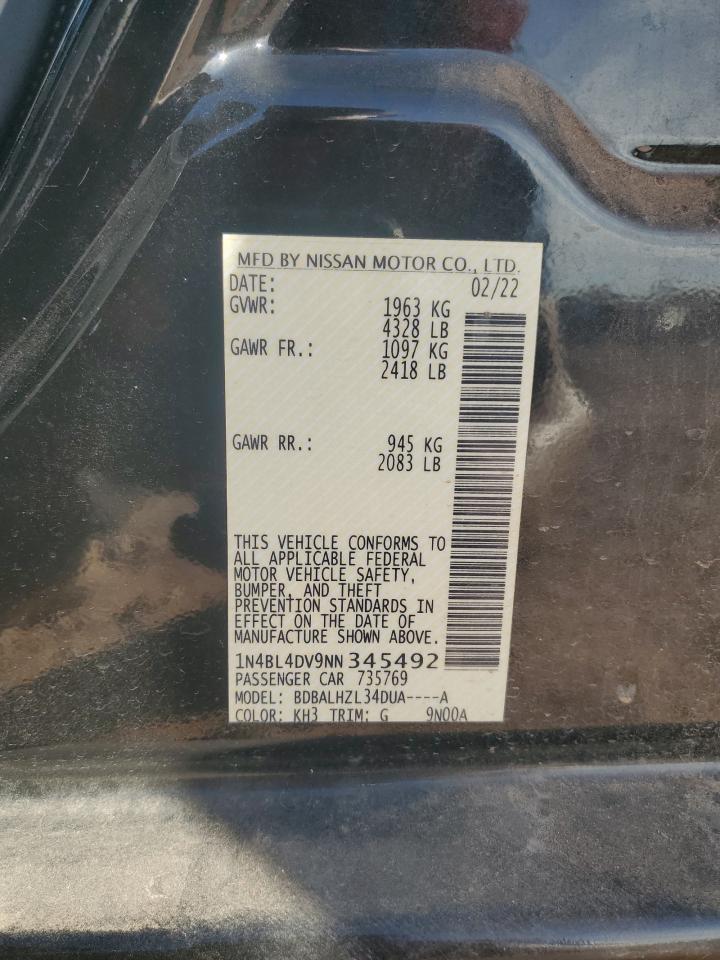 MFD BY NISSAN MOTOR CO., LTD.
DATE: 02/22
GVWR: 1963 KG
4328 LB
GAWR FR.: 1097 KG
2418 LB
GAWR RR.: 945 KG
2083 LB
THIS VEHICLE CONFORMS TO
ALL APPLICABLE FEDERAL
MOTOR VEHICLE SAFETY,
BUMPER, AND THEFT
PREVENTION STANDARDS IN
EFFECT ON THE DATE OF
MANUFACTURE SHOWN ABOVE.
1N4BL4DV9NN 345492
PASSENGER CAR 735769
MODEL: BDBALHZL34DUA----A
COLOR: KH3 TRIM: G 9N00A